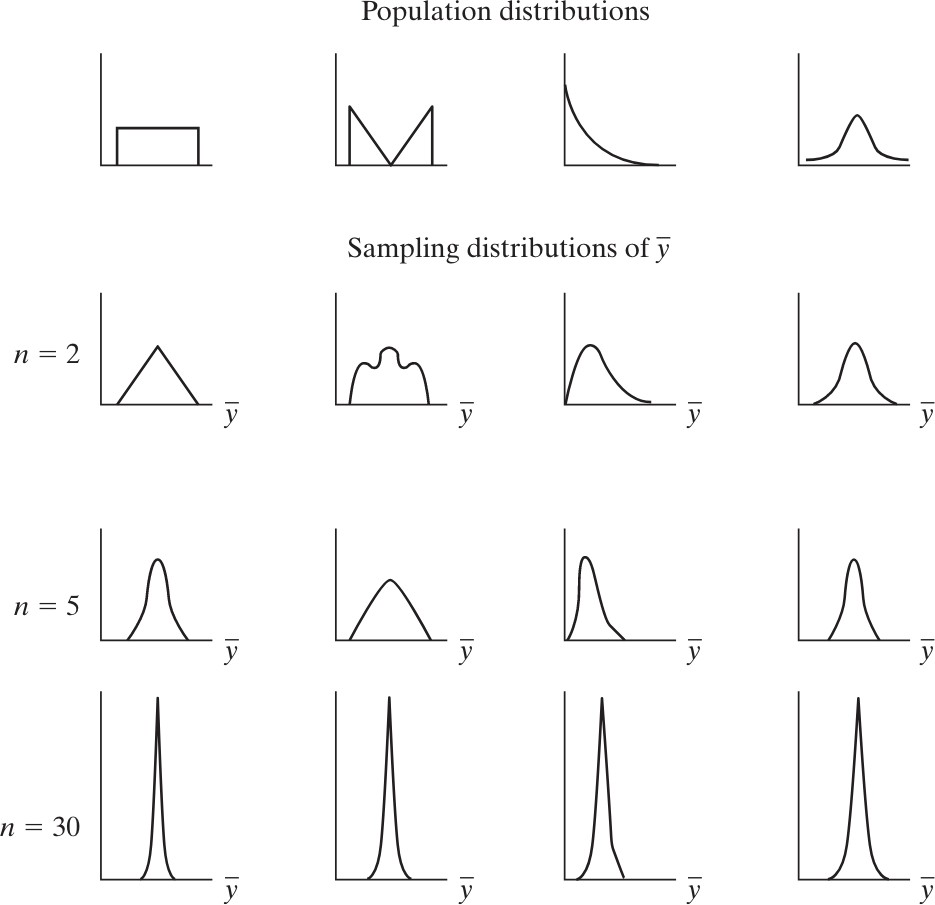 Population distributions
Sampling distributions of y̅
n = 2
y̅ y̅ y̅ y̅
n = 5
y̅ y̅ y̅ y̅
n = 30
y̅ y̅ y̅ y̅